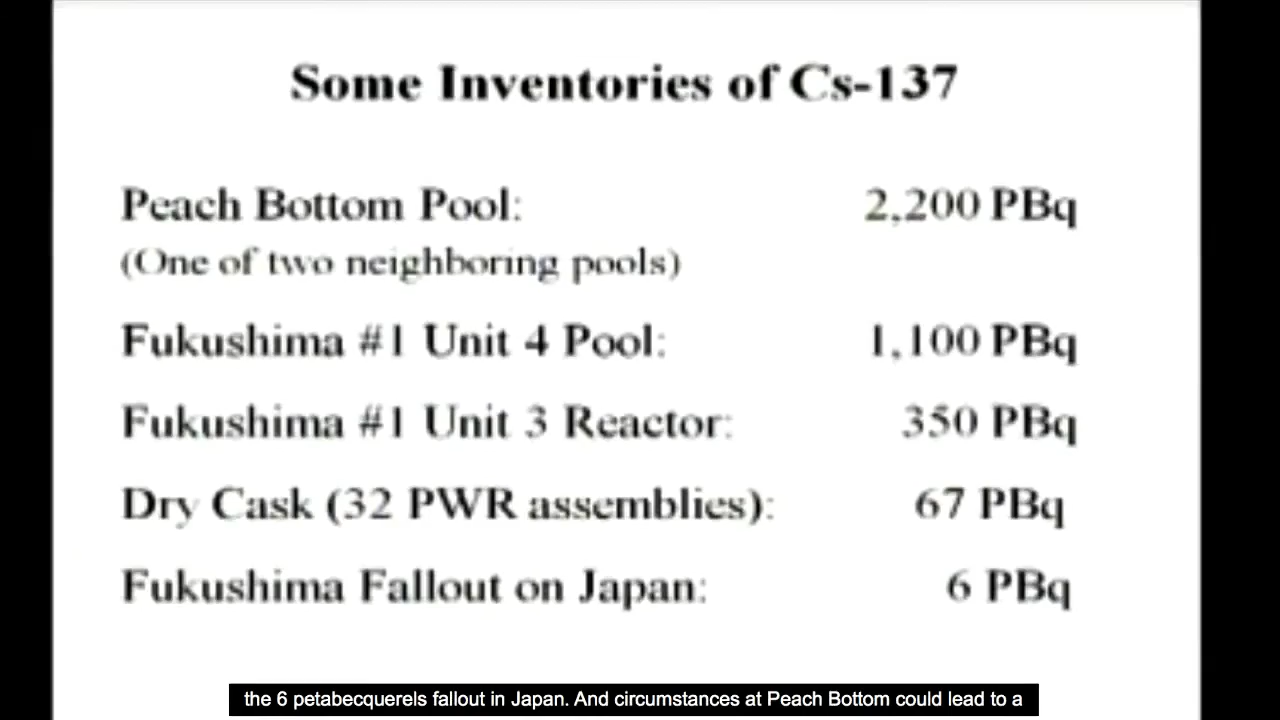 Some Inventories of Cs-137
Peach Bottom Pool: 2,200 PBq
(One of two neighboring pools)
Fukushima #1 Unit 4 Pool: 1,100 PBq
Fukushima #1 Unit 3 Reactor: 350 PBq
Dry Cask (32 PWR assemblies): 67 PBq
Fukushima Fallout on Japan: 6 PBq
the 6 petabecquerels fallout in Japan. And circumstances at Peach Bottom could lead to a